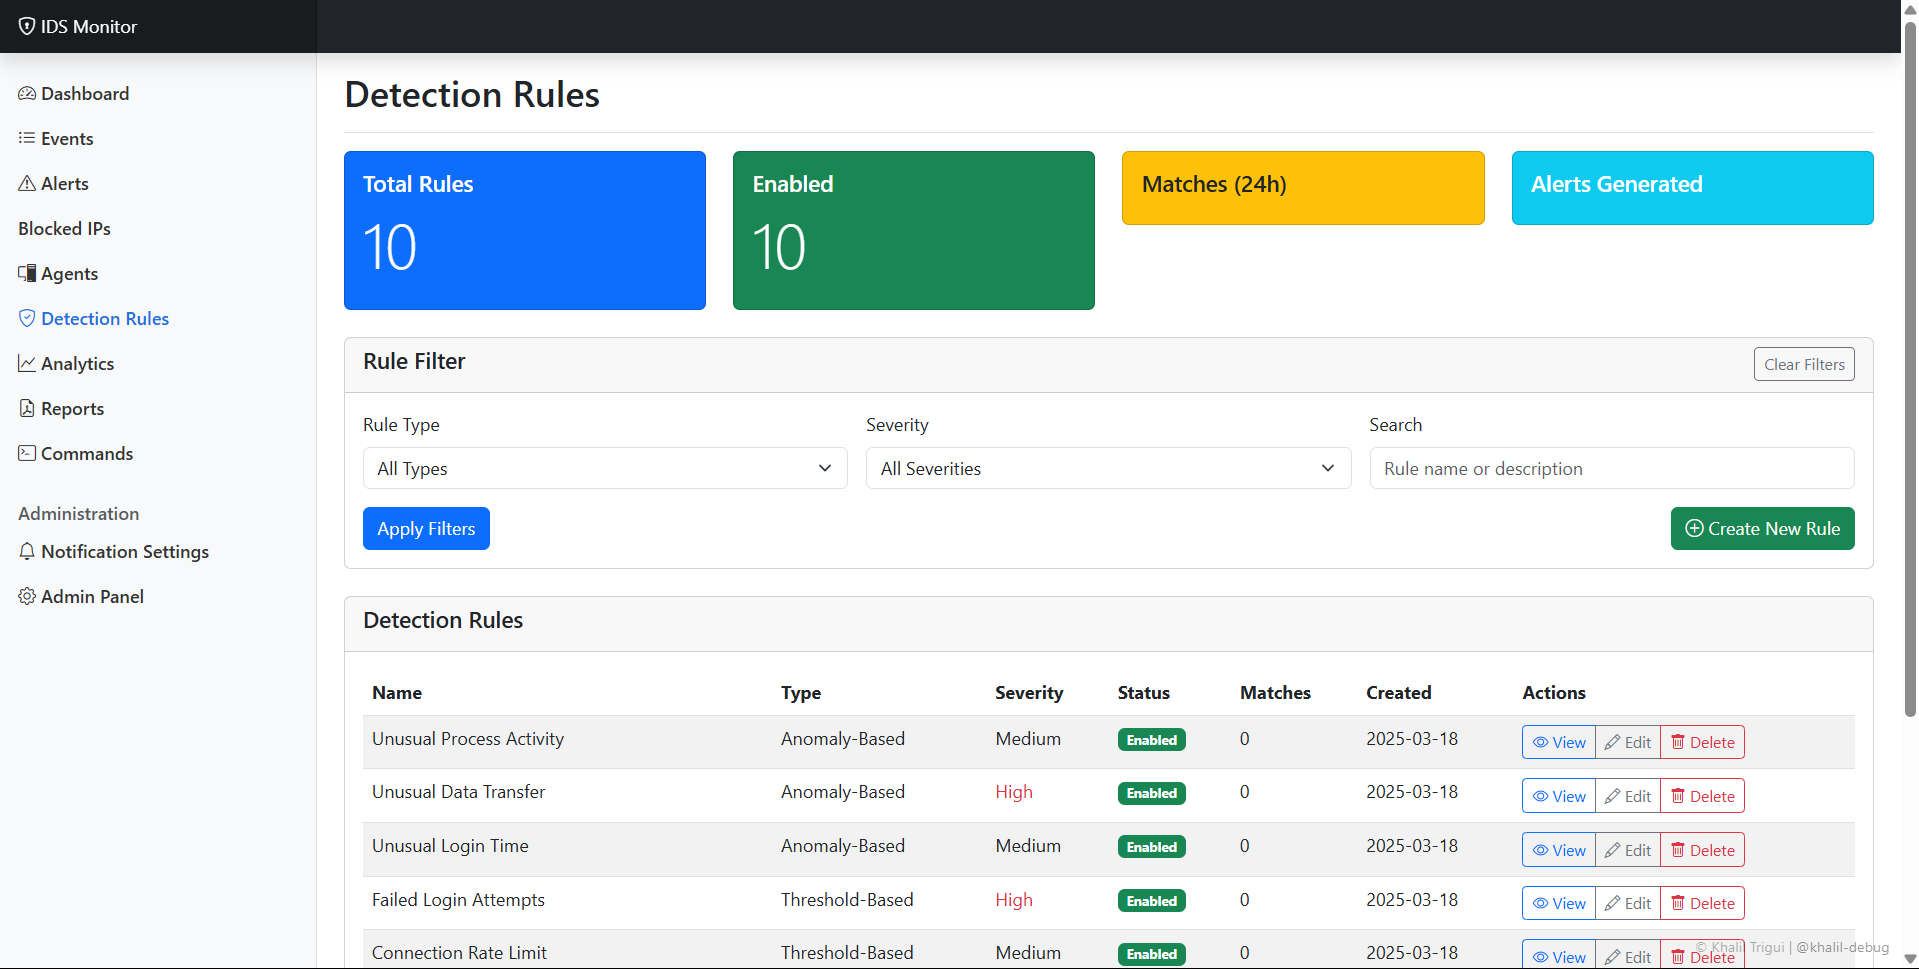 IDS Monitor
Dashboard
Events
Alerts
Blocked IPs
Agents
Detection Rules
Analytics
Reports
Commands
Administration
Notification Settings
Admin Panel
Detection Rules
Total Rules
10
Enabled
10
Matches (24h)
Alerts Generated
Rule Filter
Clear Filters
Rule Type
All Types
Severity
All Severities
Search
Rule name or description
Apply Filters
Create New Rule
Detection Rules
Name Type Severity Status Matches Created Actions
Unusual Process Activity Anomaly-Based Medium Enabled 0 2025-03-18 View Edit Delete
Unusual Data Transfer Anomaly-Based High Enabled 0 2025-03-18 View Edit Delete
Unusual Login Time Anomaly-Based Medium Enabled 0 2025-03-18 View Edit Delete
Failed Login Attempts Threshold-Based High Enabled 0 2025-03-18 View Edit Delete
Connection Rate Limit Threshold-Based Medium Enabled 0 2025-03-18 View Edit Delete
© Khalil Trigui | @khalil-debug